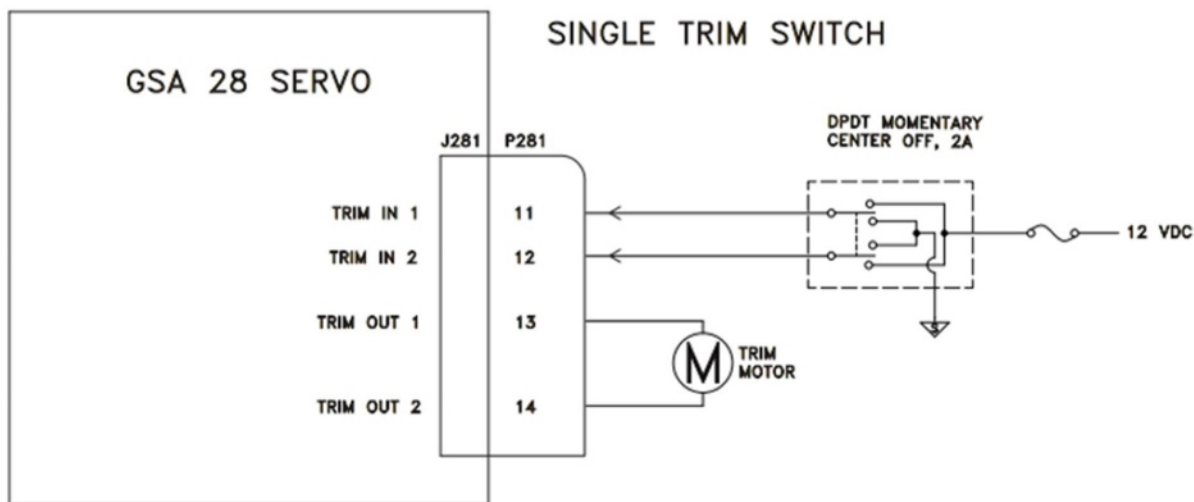 SINGLE TRIM SWITCH
GSA 28 SERVO
DPDT MOMENTARY
CENTER OFF, 2A
J281 P281
TRIM IN 1 11
12 VDC
TRIM IN 2 12
S
TRIM OUT 1 13
M
TRIM
MOTOR
TRIM OUT 2 14